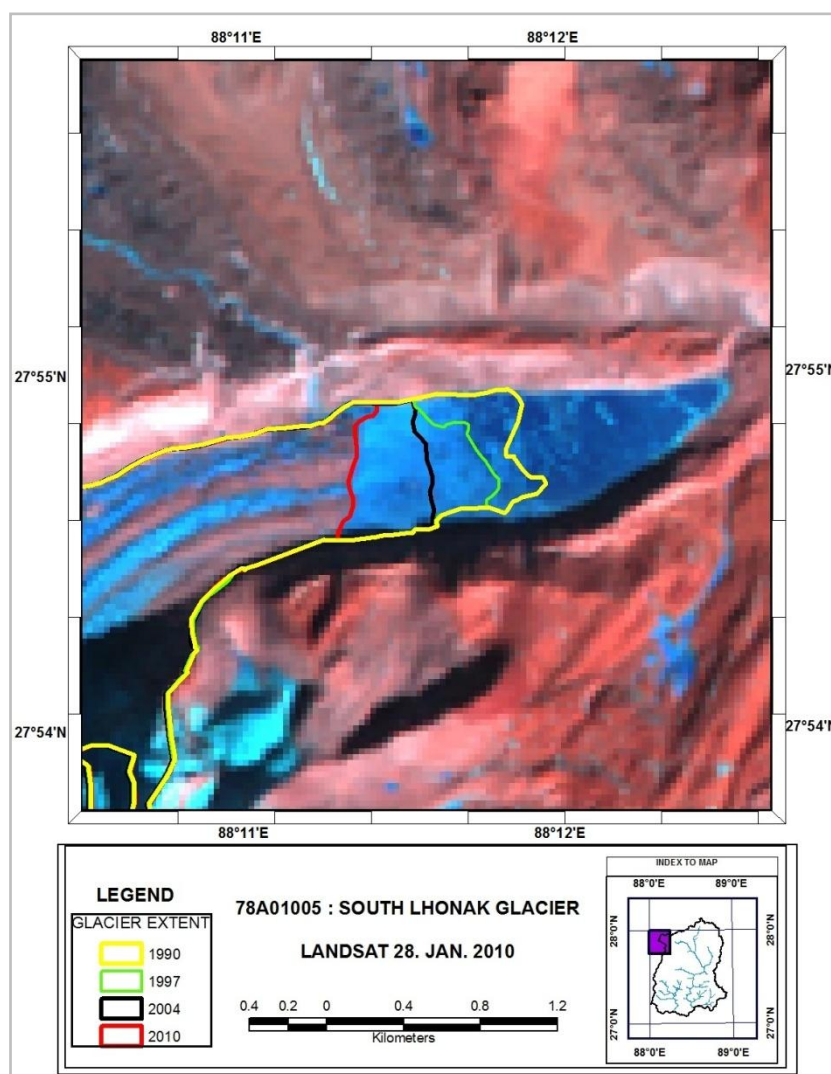 88°11'E 88°12'E
27°55'N 27°55'N
27°54'N 27°54'N
88°11'E 88°12'E
LEGEND
GLACIER EXTENT
1990
1997
2004
2010
78A01005 : SOUTH LHONAK GLACIER
LANDSAT 28. JAN. 2010
0.4 0.2 0 0.4 0.8 1.2
Kilometers
INDEX TO MAP
88°0'E 89°0'E
28°0'N 28°0'N
27°0'N 27°0'N
88°0'E 89°0'E